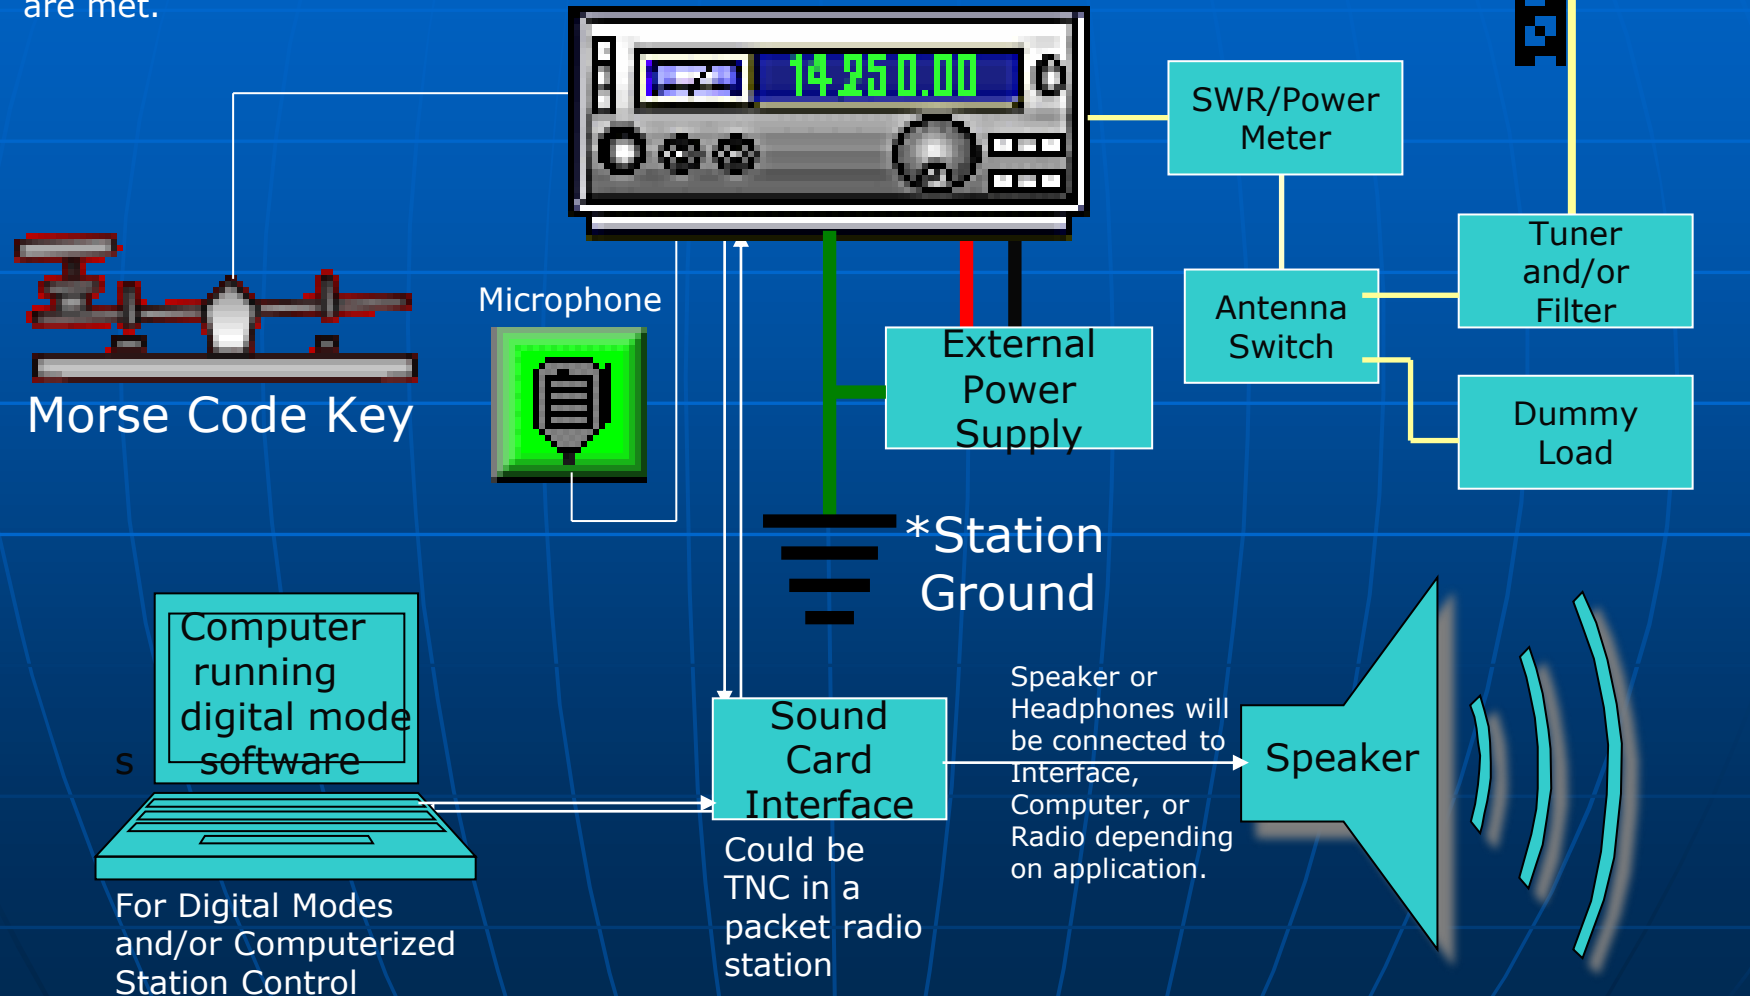 are met.
14.250.00
SWR/Power
Meter
Tuner
and/or
Filter
Antenna
Switch
Microphone
External
Power
Supply
Morse Code Key
Dummy
Load
*Station
Ground
Computer
running
digital mode
s software
Speaker or
Headphones will
be connected to
Interface,
Computer, or
Radio depending
on application.
Sound
Card
Interface
Speaker
Could be
TNC in a
packet radio
station
For Digital Modes
and/or Computerized
Station Control